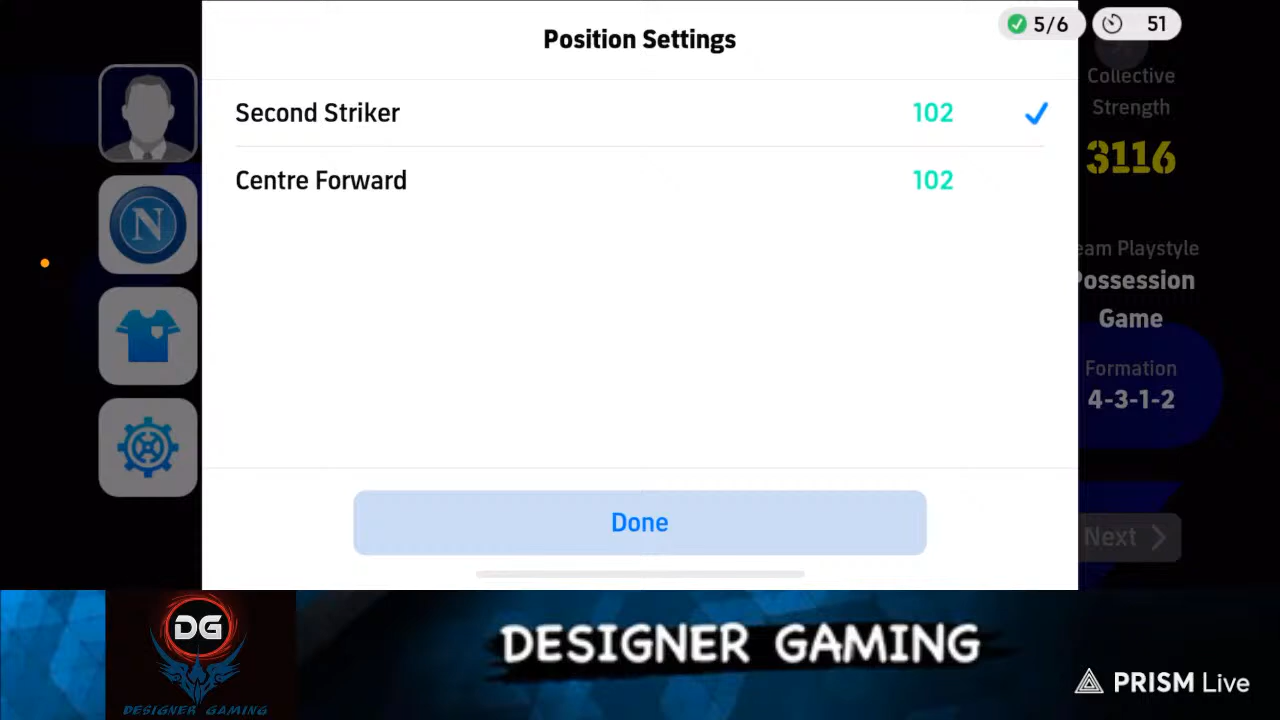 Position Settings
5/6
51
Second Striker 102
Centre Forward 102
Done
Collective
Strength
3116
eam Playstyle
Possession
Game
Formation
4-3-1-2
Next
N
DG
DESIGNER GAMING
DESIGNER GAMING
PRISM Live